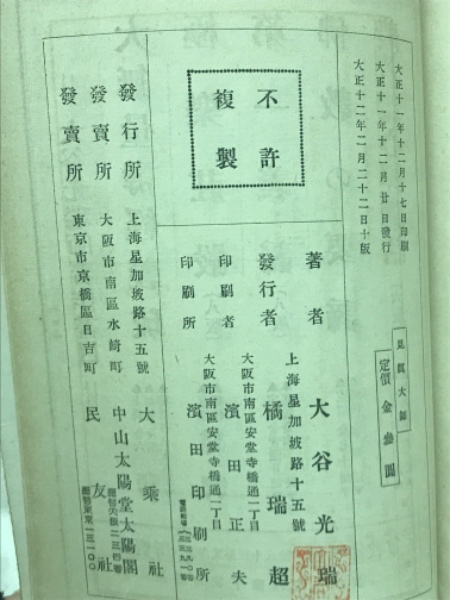 大正十一年十二月十七日印刷
大正十一年十二月廿日發行
大正十二年二月二十二日十版
見眞大師
定價金參圓
不許
複製
著者 大谷光瑞
上海星加坡路十五號
發行者 橘瑞超
大阪市南區安堂寺橋通二丁目
印刷者 濱田正夫
大阪市南區安堂寺橋通二丁目
印刷所 濱田印刷所
發行所 上海星加坡路十五號 大乘社
發賣所 大阪市南區水崎町 中山太陽堂太陽閣
發賣所 東京市京橋區日吉町 民友社